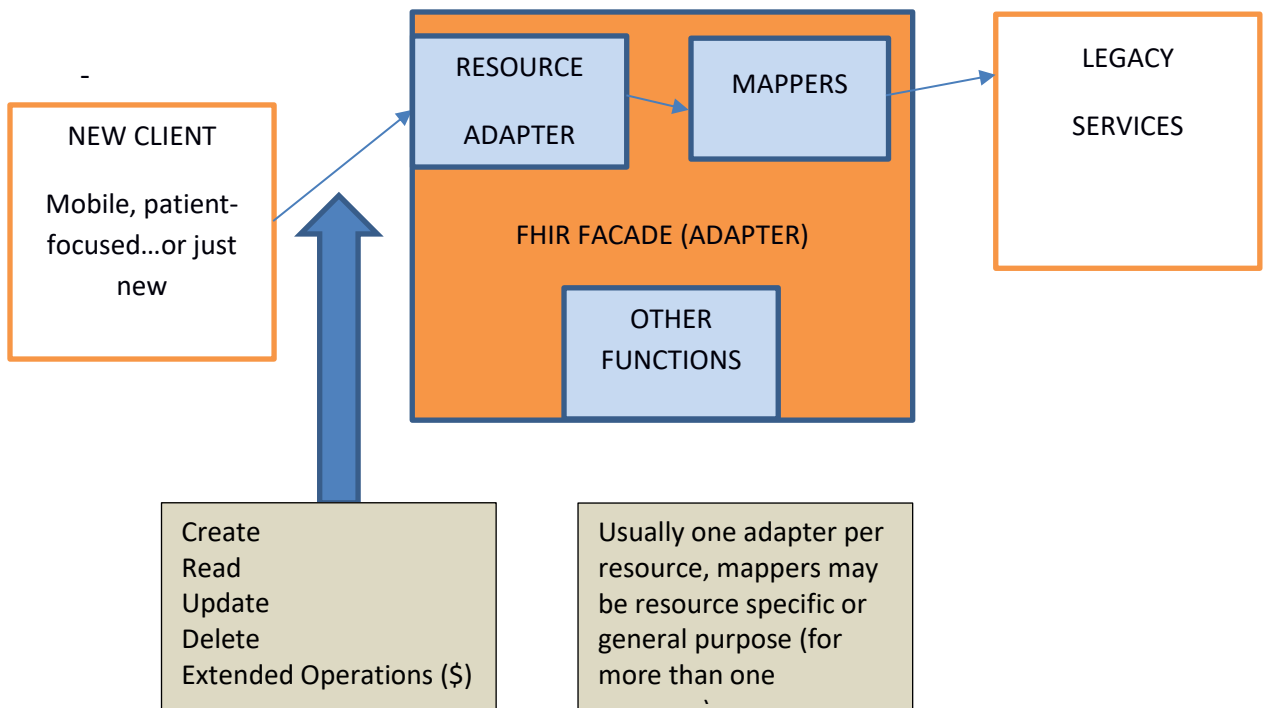 -
NEW CLIENT
Mobile, patient-
focused…or just
new
RESOURCE
ADAPTER
MAPPERS
FHIR FACADE (ADAPTER)
OTHER
FUNCTIONS
LEGACY
SERVICES
Create
Read
Update
Delete
Extended Operations ($)
Usually one adapter per
resource, mappers may
be resource specific or
general purpose (for
more than one